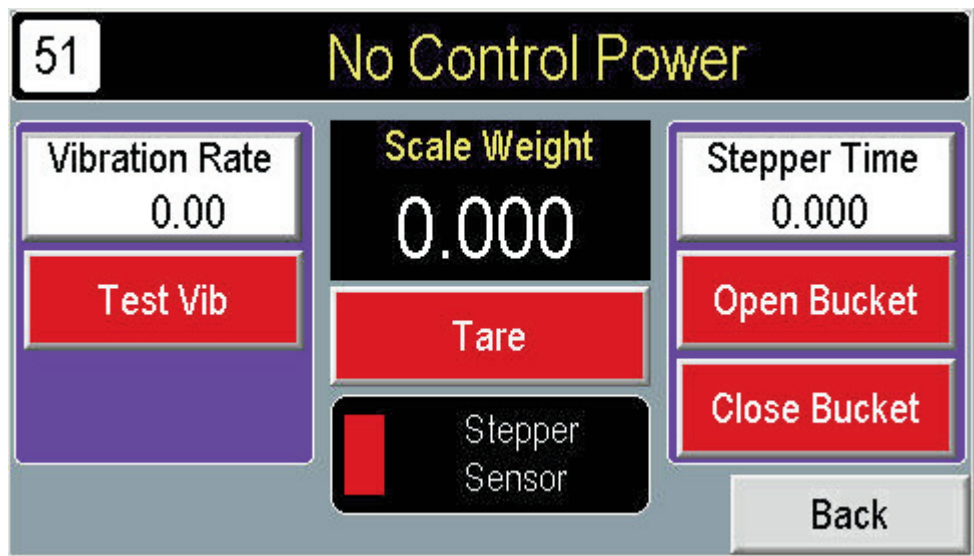 51
No Control Power
Vibration Rate
0.00
Test Vib
Scale Weight
0.000
Tare
Stepper
Sensor
Stepper Time
0.000
Open Bucket
Close Bucket
Back